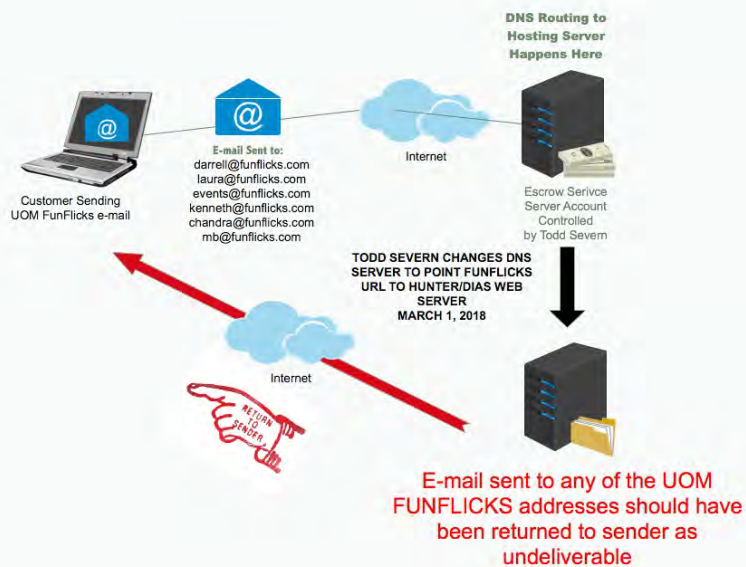 DNS Routing to
Hosting Server
Happens Here
@
@
E-mail Sent to:
darrell@funflicks.com
laura@funflicks.com
events@funflicks.com
kenneth@funflicks.com
chandra@funflicks.com
mb@funflicks.com
Internet
Customer Sending
UOM FunFlicks e-mail
Escrow Serivce
Server Account
Controlled
by Todd Severn
TODD SEVERN CHANGES DNS
SERVER TO POINT FUNFLICKS
URL TO HUNTER/DIAS WEB
SERVER
MARCH 1, 2018
Internet
RETURN
TO
SENDER
E-mail sent to any of the UOM
FUNFLICKS addresses should have
been returned to sender as
undeliverable